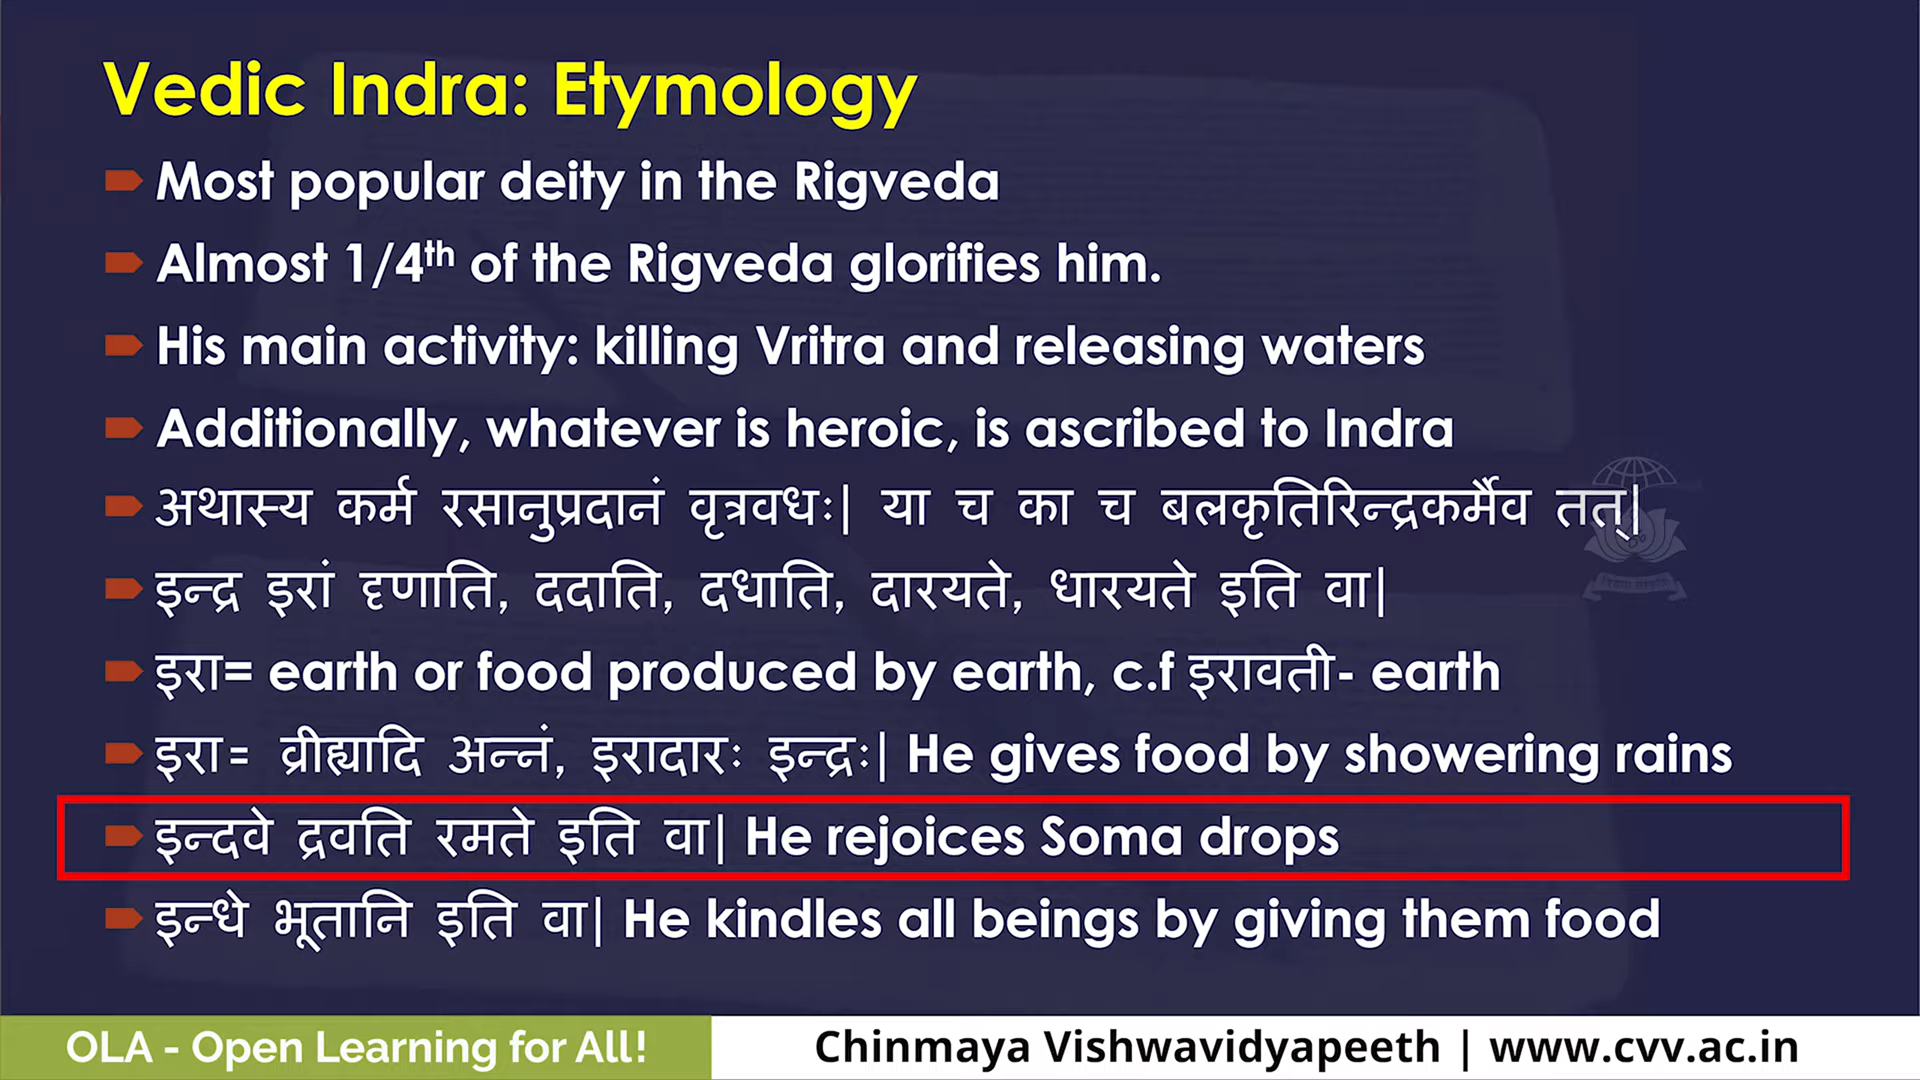 Vedic Indra: Etymology
Most popular deity in the Rigveda
Almost 1/4th of the Rigveda glorifies him.
His main activity: killing Vritra and releasing waters
Additionally, whatever is heroic, is ascribed to Indra
अथास्य कर्म रसानुप्रदानं वृत्रवधः| या च का च बलकृतिरिन्द्रकर्मैव तत्|
इन्द्र इरां दृणाति, ददाति, दधाति, दारयते, धारयते इति वा|
इरा= earth or food produced by earth, c.f इरावती- earth
इरा= व्रीह्यादि अन्नं, इरादारः इन्द्रः| He gives food by showering rains
इन्दवे द्रवति रमते इति वा| He rejoices Soma drops
इन्धे भूतानि इति वा| He kindles all beings by giving them food
OLA - Open Learning for All!
Chinmaya Vishwavidyapeeth | www.cvv.ac.in